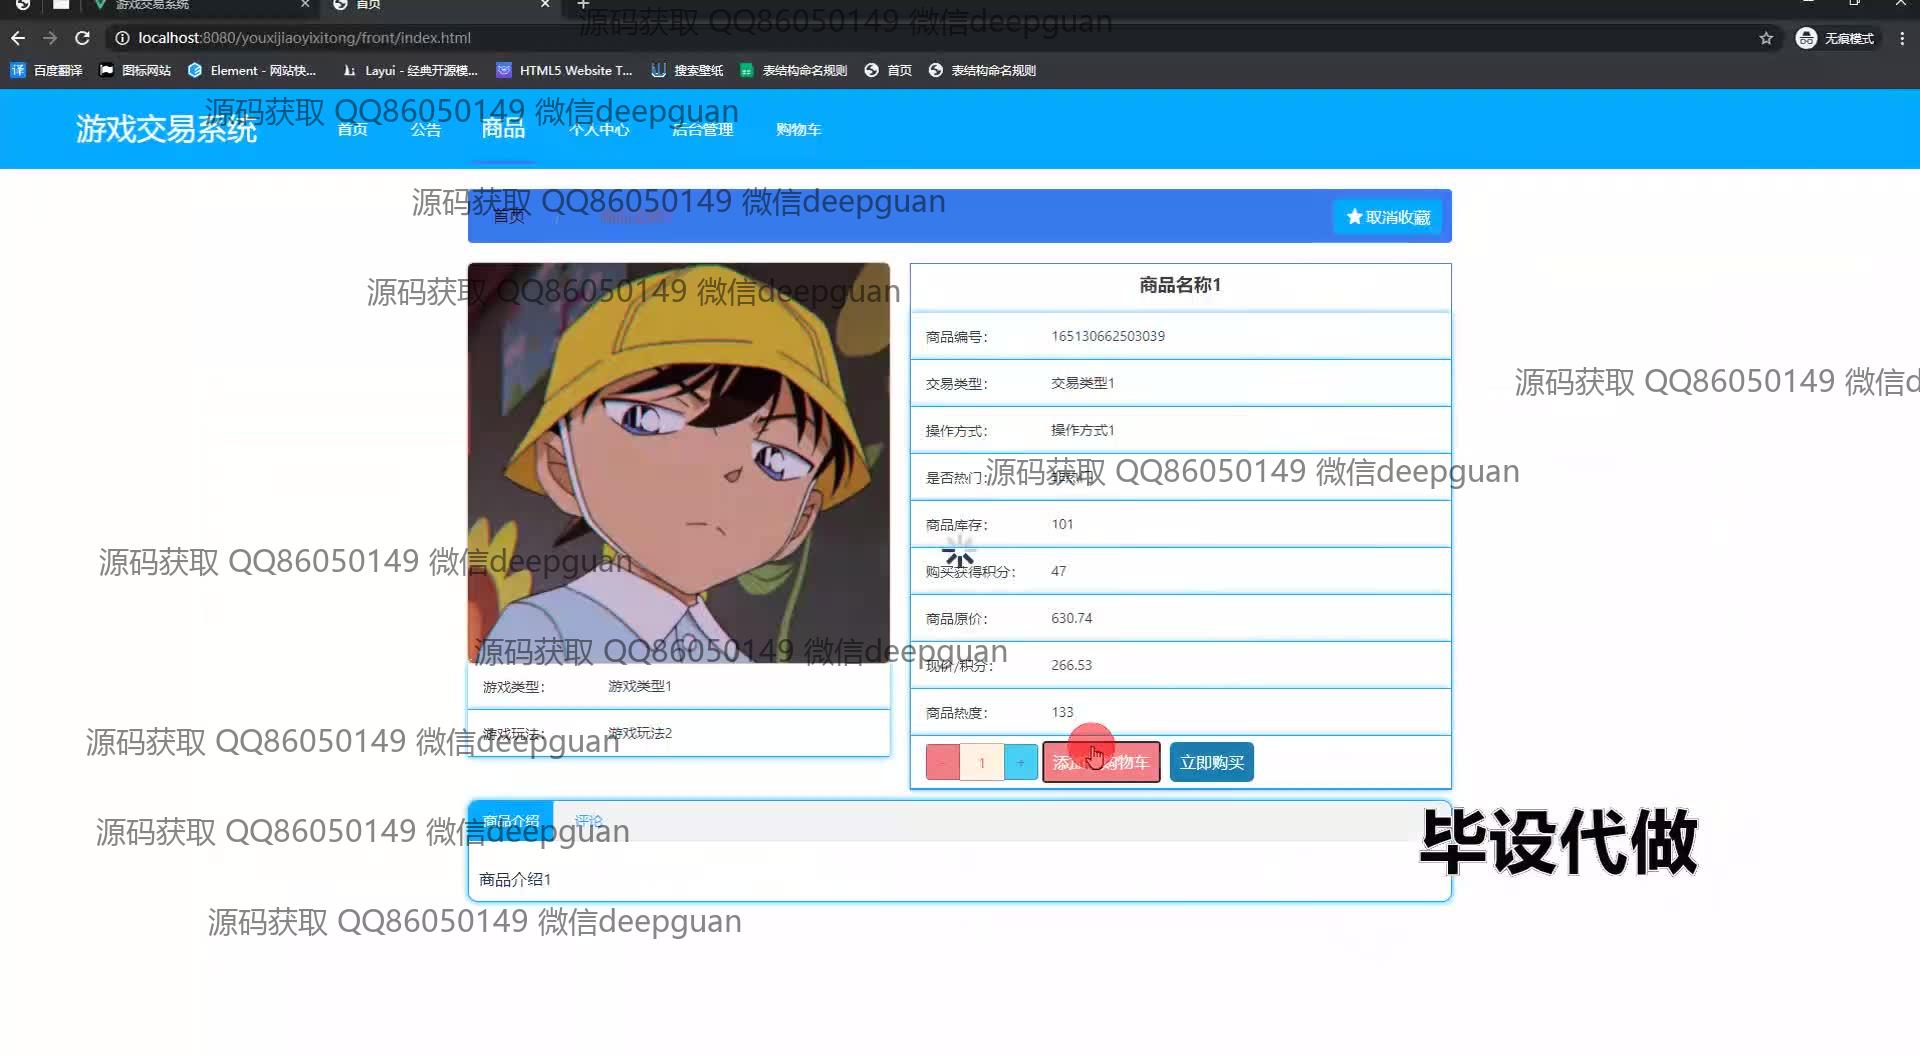 游戏交易系统
首页
源码获取 QQ86050149 微信deepguan
localhost:8080/youxijiaoyixitong/front/index.html
无痕模式
百度翻译
图标网站
Element - 网站快...
Layui - 经典开源模...
HTML5 Website T...
搜索壁纸
表结构命名规则
首页
表结构命名规则
源码获取 QQ86050149 微信deepguan
游戏交易系统
首页
公告
商品
个人中心
后台管理
购物车
源码获取 QQ86050149 微信deepguan
首页
取消收藏
源码获取 QQ86050149 微信deepguan
商品名称1
商品编号： 165130662503039
交易类型： 交易类型1
源码获取 QQ86050149 微信d
操作方式： 操作方式1
是否热门：
源码获取 QQ86050149 微信deepguan
商品库存： 101
源码获取 QQ86050149 微信deepguan
购买获得积分： 47
商品原价： 630.74
源码获取 QQ86050149 微信deepguan
现价/积分： 266.53
游戏类型： 游戏类型1
商品热度： 133
游戏玩法： 游戏玩法2
源码获取 QQ86050149 微信deepguan
- 1 +
添加到购物车
立即购买
商品介绍
评论
源码获取 QQ86050149 微信deepguan
毕设代做
商品介绍1
源码获取 QQ86050149 微信deepguan